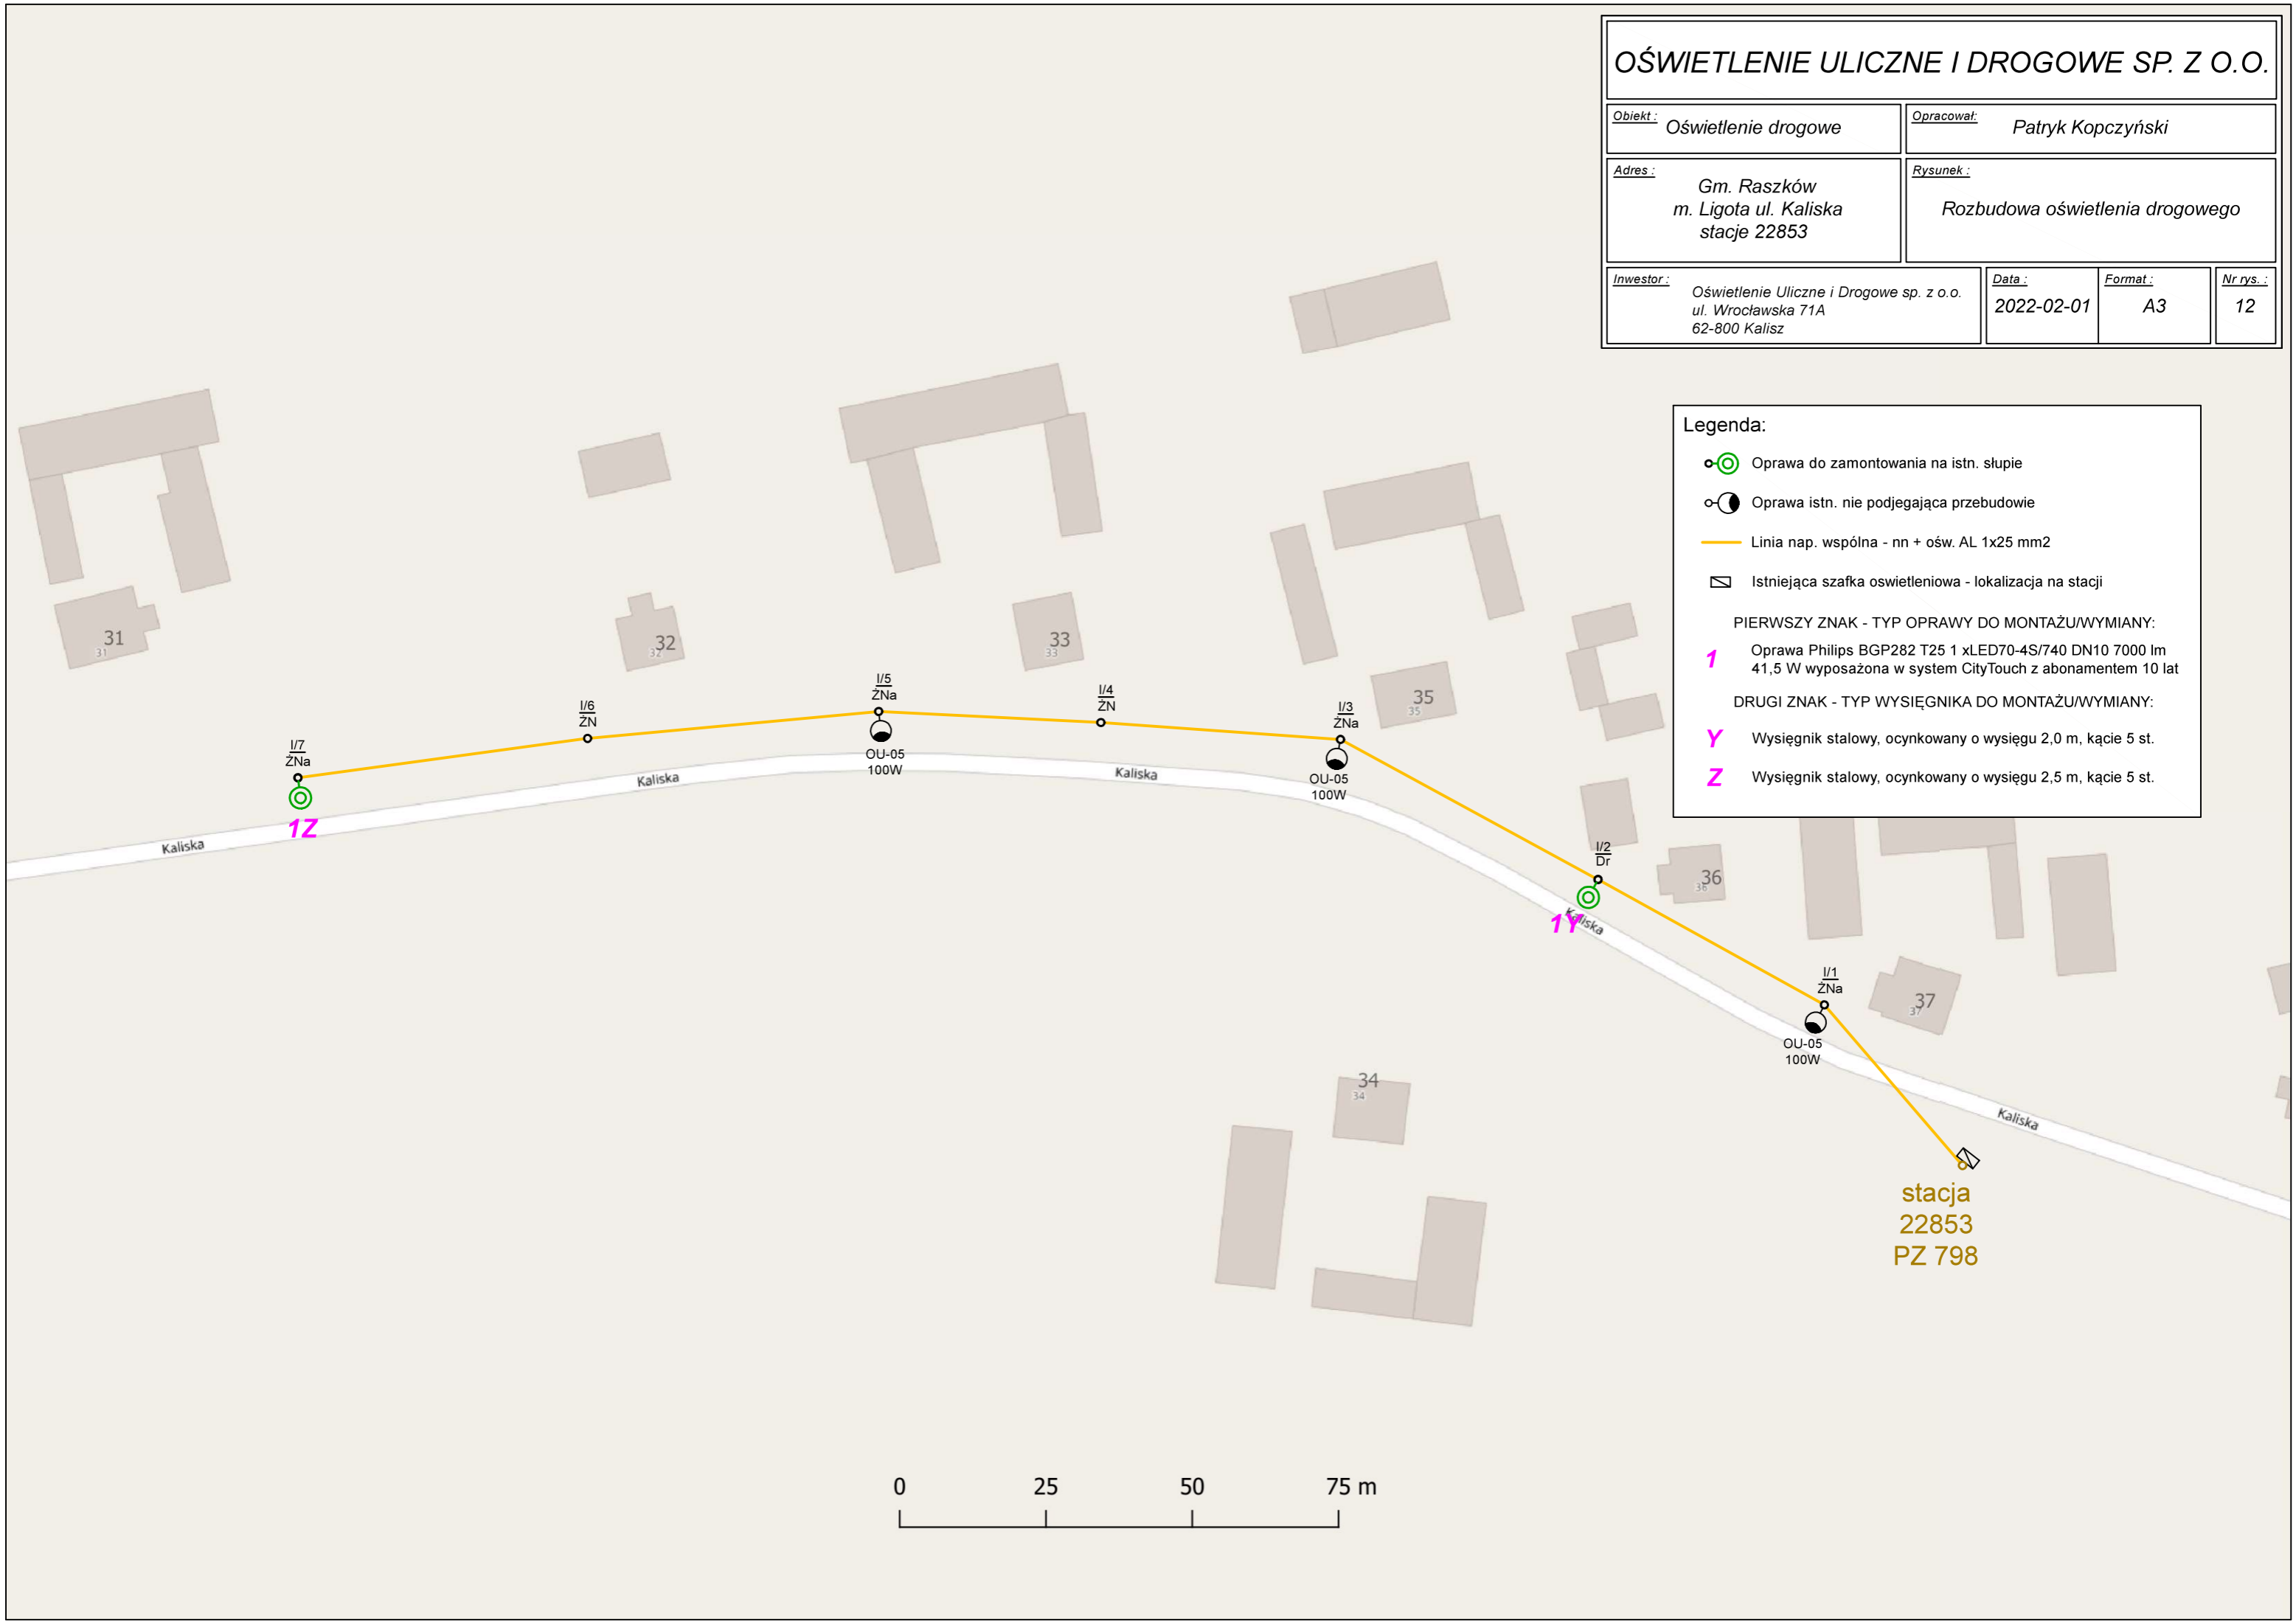 OŚWIETLENIE ULICZNE I DROGOWE SP. Z O.O.
Obiekt :
Oświetlenie drogowe
Opracował:
Patryk Kopczyński
Adres :
Gm. Raszków
m. Ligota ul. Kaliska
stacje 22853
Rysunek :
Rozbudowa oświetlenia drogowego
Inwestor :
Oświetlenie Uliczne i Drogowe sp. z o.o.
ul. Wrocławska 71A
62-800 Kalisz
Data :
2022-02-01
Format :
A3
Nr rys. :
12
Legenda:
Oprawa do zamontowania na istn. słupie
Oprawa istn. nie podjegająca przebudowie
Linia nap. wspólna - nn + ośw. AL 1x25 mm2
Istniejąca szafka oswietleniowa - lokalizacja na stacji
PIERWSZY ZNAK - TYP OPRAWY DO MONTAŻU/WYMIANY:
1
Oprawa Philips BGP282 T25 1 xLED70-4S/740 DN10 7000 lm
41,5 W wyposażona w system CityTouch z abonamentem 10 lat
DRUGI ZNAK - TYP WYSIĘGNIKA DO MONTAŻU/WYMIANY:
Y Wysięgnik stalowy, ocynkowany o wysięgu 2,0 m, kącie 5 st.
Z Wysięgnik stalowy, ocynkowany o wysięgu 2,5 m, kącie 5 st.
31
31
32
32
33
33
35
35
36
36
37
37
34
34
I/7
ŻNa
1Z
I/6
ŻN
I/5
ŻNa
OU-05
100W
I/4
ŻN
I/3
ŻNa
OU-05
100W
I/2
Dr
1Y
I/1
ŻNa
OU-05
100W
Kaliska
Kaliska
Kaliska
Kaliska
Kaliska
stacja
22853
PZ 798
0 25 50 75 m